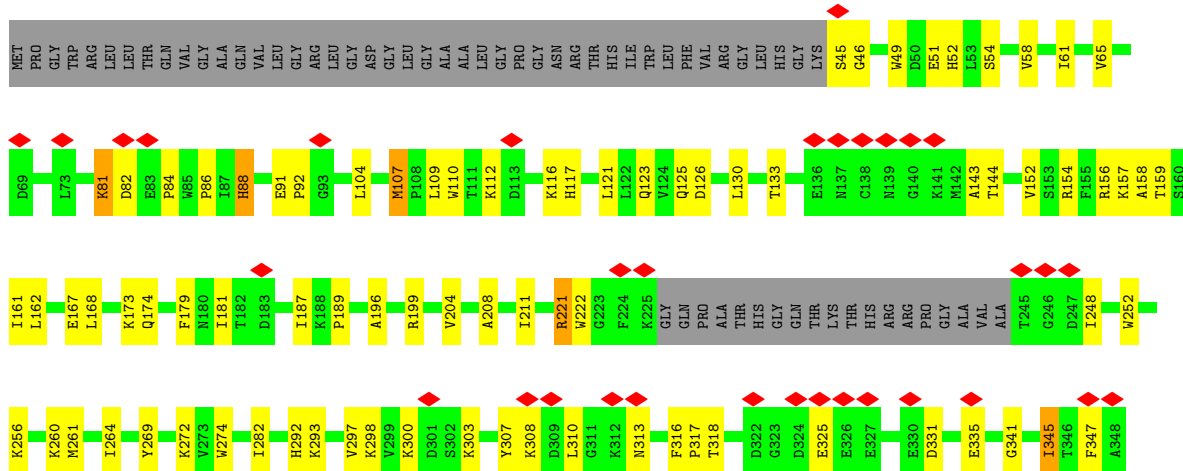 MET PRO GLY TRP ARG LEU LEU THR GLN VAL GLY ALA GLN VAL LEU GLY ARG LEU GLY ASP GLY LEU GLY ALA ALA LEU GLY PRO GLY ASN ARG THR HIS ILE TRP LEU PHE VAL ARG GLY LEU HIS GLY LYS S45 G46 W49 D50 E51 H52 L53 S54 V58 I61 V65
D69 L73 K81 D82 E83 P84 W85 P86 I87 H88 E91 P92 G93 L104 M107 P108 L109 W110 T111 K112 D113 K116 H117 L121 L122 Q123 V124 Q125 D126 L130 T133 E136 N137 C138 N139 G140 K141 M142 A143 T144 V152 S153 R154 F155 R156 K157 A158 T159 S160
I161 L162 E167 L168 K173 Q174 F179 N180 I181 T182 D183 I187 K188 P189 A196 R199 V204 A208 I211 R221 W222 G223 F224 K225 GLY GLN PRO ALA THR HIS GLY GLN THR LYS THR HIS ARG ARG PRO GLY ALA VAL ALA T245 G246 D247 I248 W252
K256 K260 M261 I264 Y269 K272 V273 W274 I282 H292 K293 V297 K298 V299 K300 D301 S302 K303 Y307 K308 D309 L310 G311 K312 N313 F316 P317 T318 D322 G323 D324 E325 E326 E327 E330 D331 E335 G341 I345 T346 F347 A348